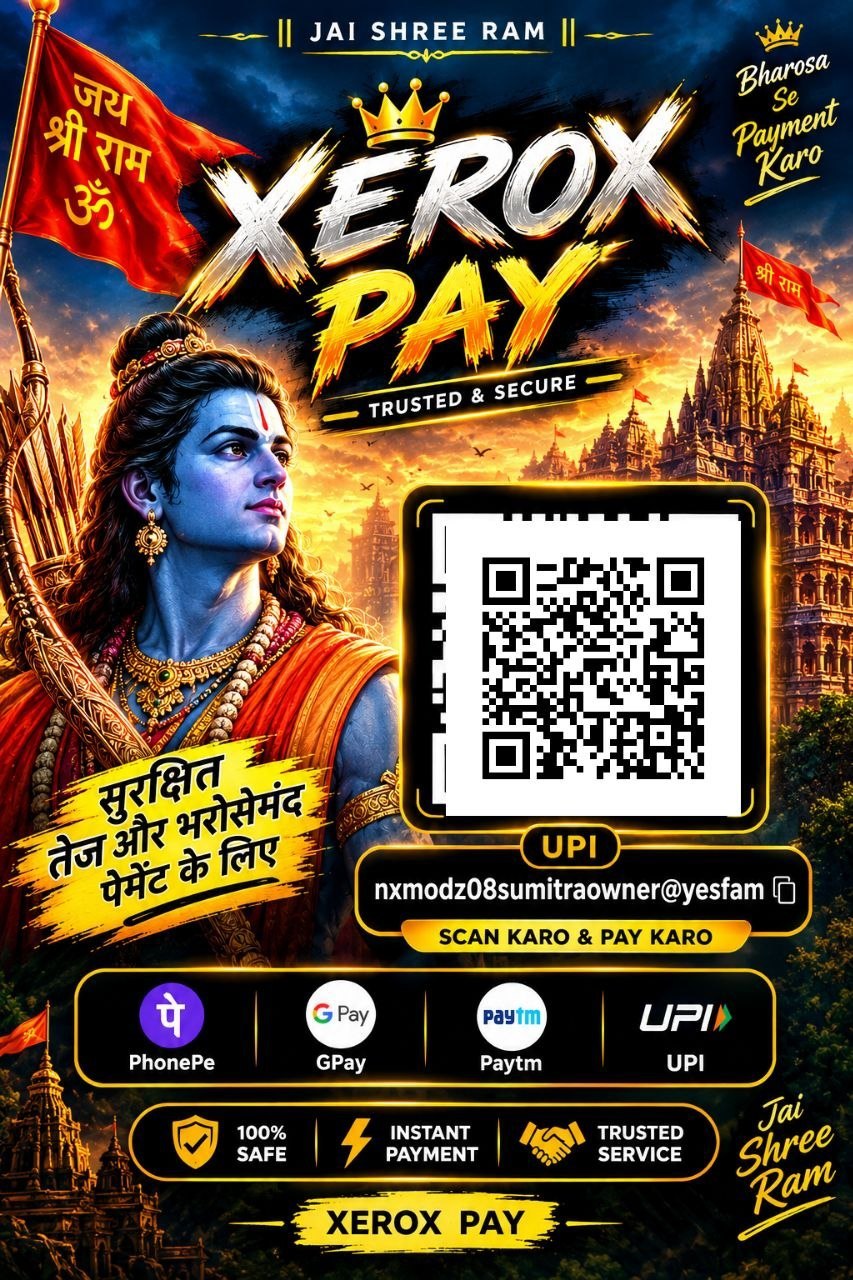 || JAI SHREE RAM ||
जय
श्री राम
ॐ
Bharosa
Se
Payment
Karo
XEROX
PAY
TRUSTED & SECURE
श्री राम
सुरक्षित
तेज और भरोसेमंद
पेमेंट के लिए
UPI
nxmodz08sumitraowner@yesfam
SCAN KARO & PAY KARO
पे
PhonePe
G Pay
GPay
paytm
Paytm
UPI
UPI
100%
SAFE
INSTANT
PAYMENT
TRUSTED
SERVICE
Jai
Shree
Ram
XEROX PAY